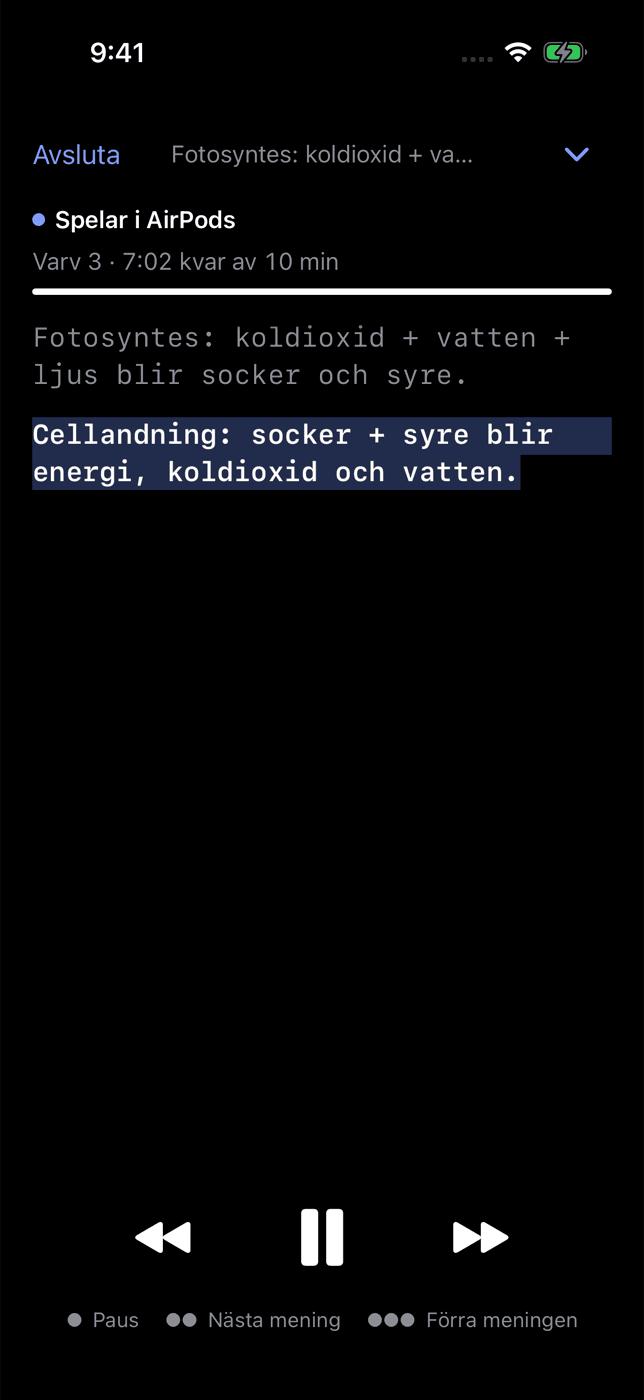 9:41
Avsluta
Fotosyntes: koldioxid + va...
Spelar i AirPods
Varv 3 · 7:02 kvar av 10 min
Fotosyntes: koldioxid + vatten +
ljus blir socker och syre.
Cellandning: socker + syre blir
energi, koldioxid och vatten.
Paus
Nästa mening
Förra meningen